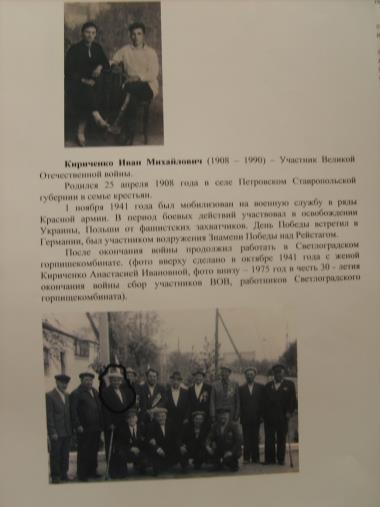 Кириченко Иван Михайлович (1908 – 1990) – Участник Великой
Отечественной войны.
Родился 25 апреля 1908 года в селе Петровском Ставропольской
губернии в семье крестьян.
1 ноября 1941 года был мобилизован на военную службу в ряды
Красной армии. В период боевых действий участвовал в освобождении
Украины, Польши от фашистских захватчиков. День Победы встретил в
Германии, был участником водружения Знамени Победы над Рейстагом.
После окончания войны продолжил работать в Светлоградском
горпищекомбинате. (фото вверху сделано в октябре 1941 года с женой
Кириченко Анастасией Ивановной, фото внизу – 1975 год в честь 30 - летия
окончания войны сбор участников ВОВ, работников Светлоградского
горпищекомбината).